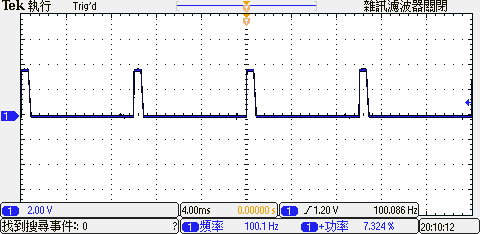 Tek 執行 Trig'd 雜訊濾波器關閉
T
T
1
1 2.00 V 4.00ms 0.00000 s 1 1.20 V 100.086 Hz
找到搜尋事件: 0 ? 1 頻率 100.1 Hz 1 +功率 7.324 % 20:10:12